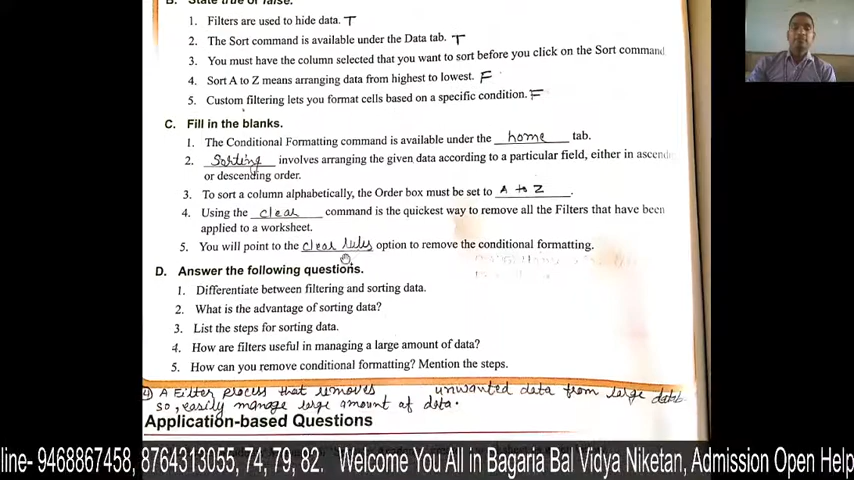 B. State true or false.
1. Filters are used to hide data. T
2. The Sort command is available under the Data tab. T
3. You must have the column selected that you want to sort before you click on the Sort command
4. Sort A to Z means arranging data from highest to lowest. F
5. Custom filtering lets you format cells based on a specific condition. F
C. Fill in the blanks.
1. The Conditional Formatting command is available under the home tab.
2. Sorting involves arranging the given data according to a particular field, either in ascend
or descending order.
3. To sort a column alphabetically, the Order box must be set to A to Z.
4. Using the clear command is the quickest way to remove all the Filters that have been
applied to a worksheet.
5. You will point to the clear rules option to remove the conditional formatting.
D. Answer the following questions.
1. Differentiate between filtering and sorting data.
2. What is the advantage of sorting data?
3. List the steps for sorting data.
4. How are filters useful in managing a large amount of data?
5. How can you remove conditional formatting? Mention the steps.
4) A Filter process that removes unwanted data from large data
so, easily manage large amount of data.
Application-based Questions
line- 9468867458, 8764313055, 74, 79, 82. Welcome You All in Bagaria Bal Vidya Niketan, Admission Open Help